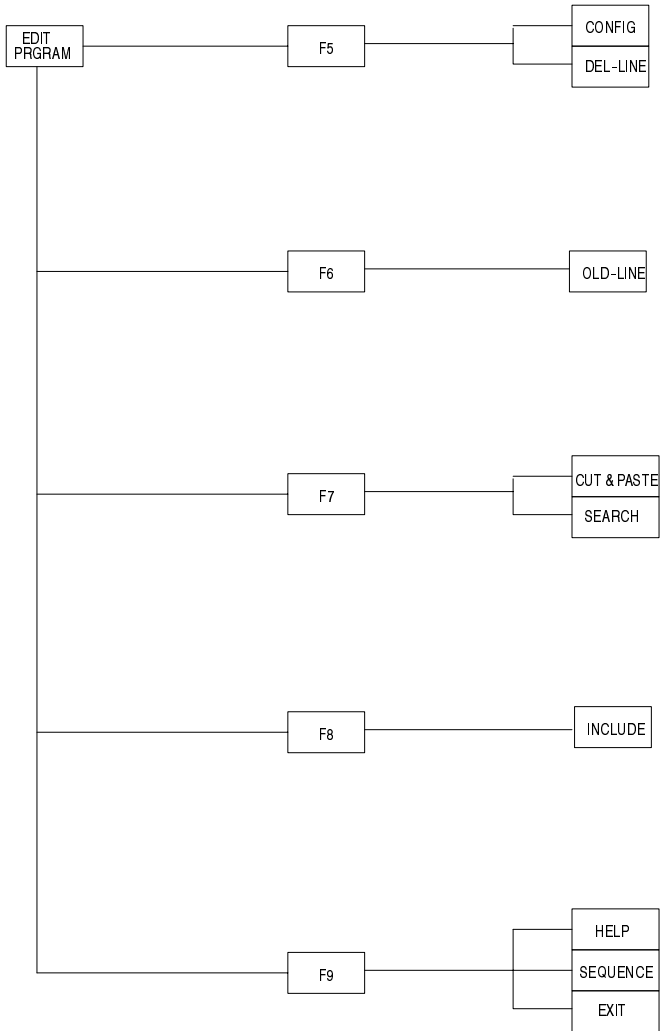 EDIT
PRGRAM
F5
CONFIG
DEL-LINE
F6
OLD-LINE
F7
CUT & PASTE
SEARCH
F8
INCLUDE
F9
HELP
SEQUENCE
EXIT